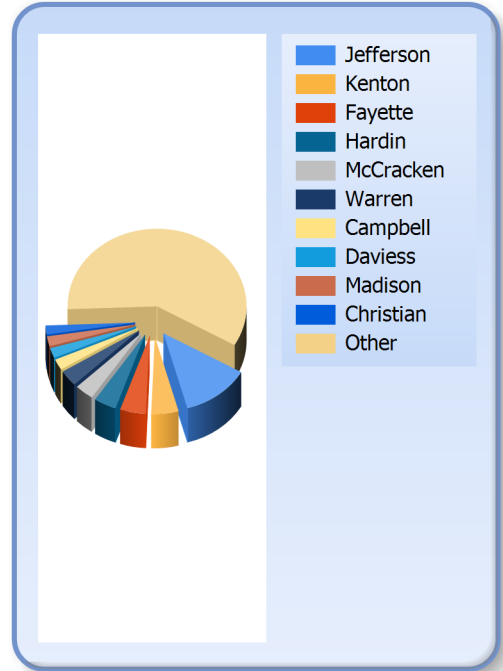 Jefferson
Kenton
Fayette
Hardin
McCracken
Warren
Campbell
Daviess
Madison
Christian
Other